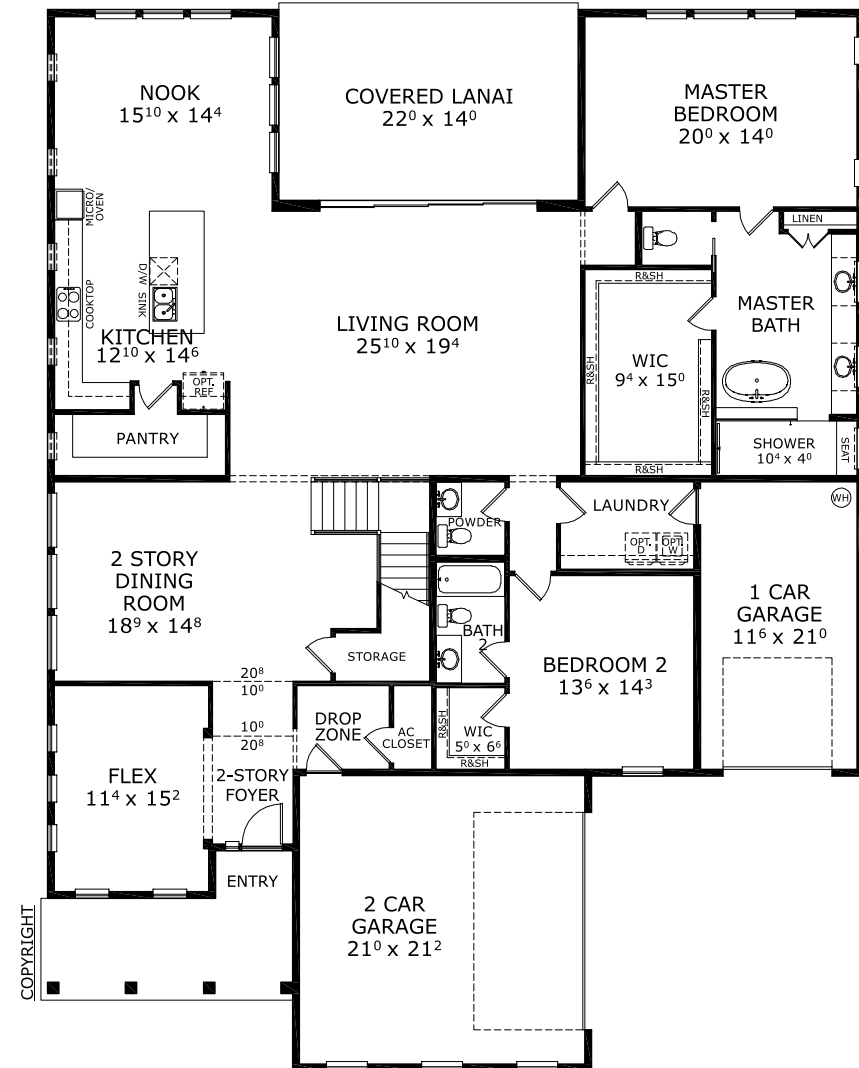 NOOK
15¹⁰ x 14⁴
COVERED LANAI
22⁰ x 14⁰
MASTER
BEDROOM
20⁰ x 14⁰
MICRO/
OVEN
LINEN
D/W
SINK
COOKTOP
KITCHEN
12¹⁰ x 14⁶
OPT.
REF
PANTRY
LIVING ROOM
25¹⁰ x 19⁴
R&SH
R&SH
WIC
9⁴ x 15⁰
R&SH
R&SH
MASTER
BATH
SHOWER
10⁴ x 4⁰
SEAT
2 STORY
DINING
ROOM
18⁹ x 14⁸
STORAGE
POWDER
LAUNDRY
OPT.
D
OPT.
W
WH
1 CAR
GARAGE
11⁶ x 21⁰
BATH
2
BEDROOM 2
13⁶ x 14³
20⁸
10⁰
10⁰
20⁸
FLEX
11⁴ x 15²
2-STORY
FOYER
DROP
ZONE
AC
CLOSET
R&SH
WIC
5⁰ x 6⁶
R&SH
ENTRY
2 CAR
GARAGE
21⁰ x 21²
COPYRIGHT